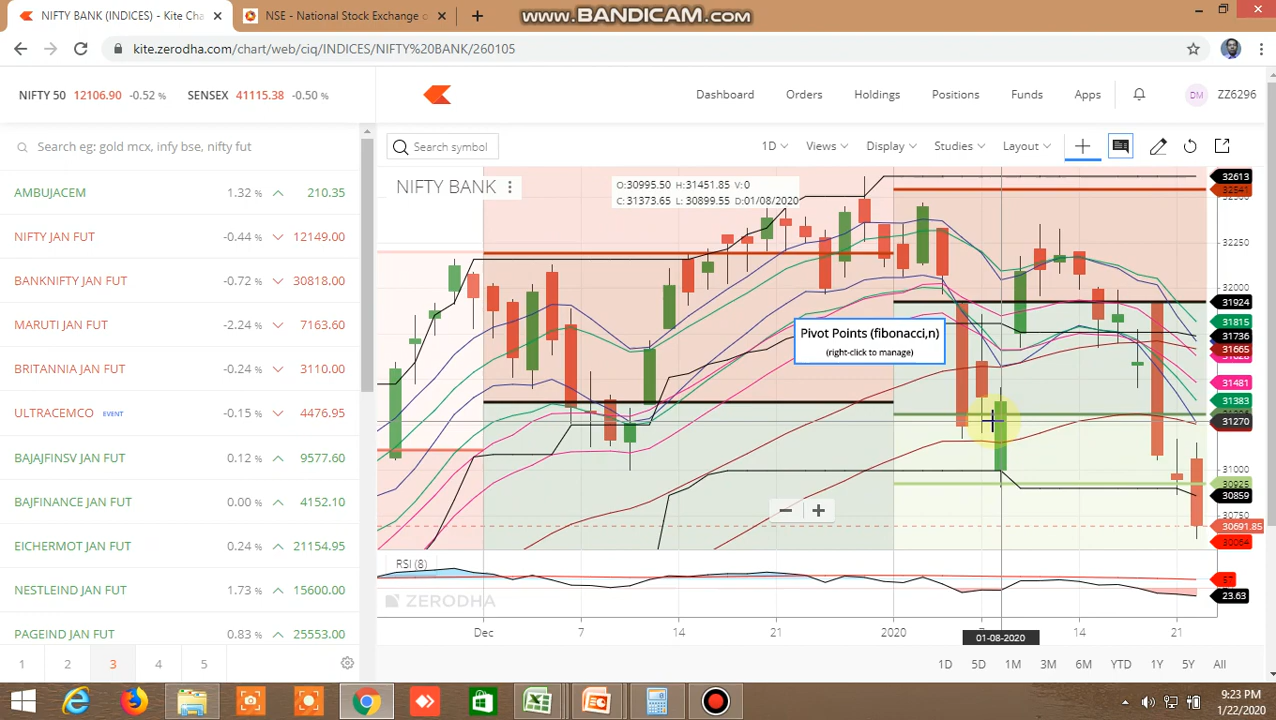 NIFTY BANK (INDICES) - Kite Cha
NSE - National Stock Exchange o
www.BANDICAM.com
kite.zerodha.com/chart/web/ciq/INDICES/NIFTY%20BANK/260105
NIFTY 50 12106.90 -0.52 % SENSEX 41115.38 -0.50 %
Dashboard Orders Holdings Positions Funds Apps DM ZZ6296
Search eg: gold mcx, infy bse, nifty fut
Search symbol 1D Views Display Studies Layout
AMBUJACEM 1.32 % 210.35
NIFTY JAN FUT -0.44 % 12149.00
BANKNIFTY JAN FUT -0.72 % 30818.00
MARUTI JAN FUT -2.24 % 7163.60
BRITANNIA JAN FUT -0.24 % 3110.00
ULTRACEMCO EVENT -0.15 % 4476.95
BAJAJFINSV JAN FUT 0.12 % 9577.60
BAJFINANCE JAN FUT 0.00 % 4152.10
EICHERMOT JAN FUT 0.24 % 21154.95
NESTLEIND JAN FUT 1.73 % 15600.00
PAGEIND JAN FUT 0.83 % 25553.00
1 2 3 4 5
NIFTY BANK
O:30995.50 H:31451.85 V:0
C:31373.65 L: 30899.55 D:01/08/2020
Pivot Points (fibonacci,n)
(right-click to manage)
32613
32541
32250
32000
31924
31815
31736
31665
31481
31383
31270
31000
30925
30859
30750
30691.85
30064
RSI (8)
23.63
ZERODHA
Dec 7 14 21 2020 7 14 21
01-08-2020
1D 5D 1M 3M 6M YTD 1Y 5Y All
9:23 PM
1/22/2020